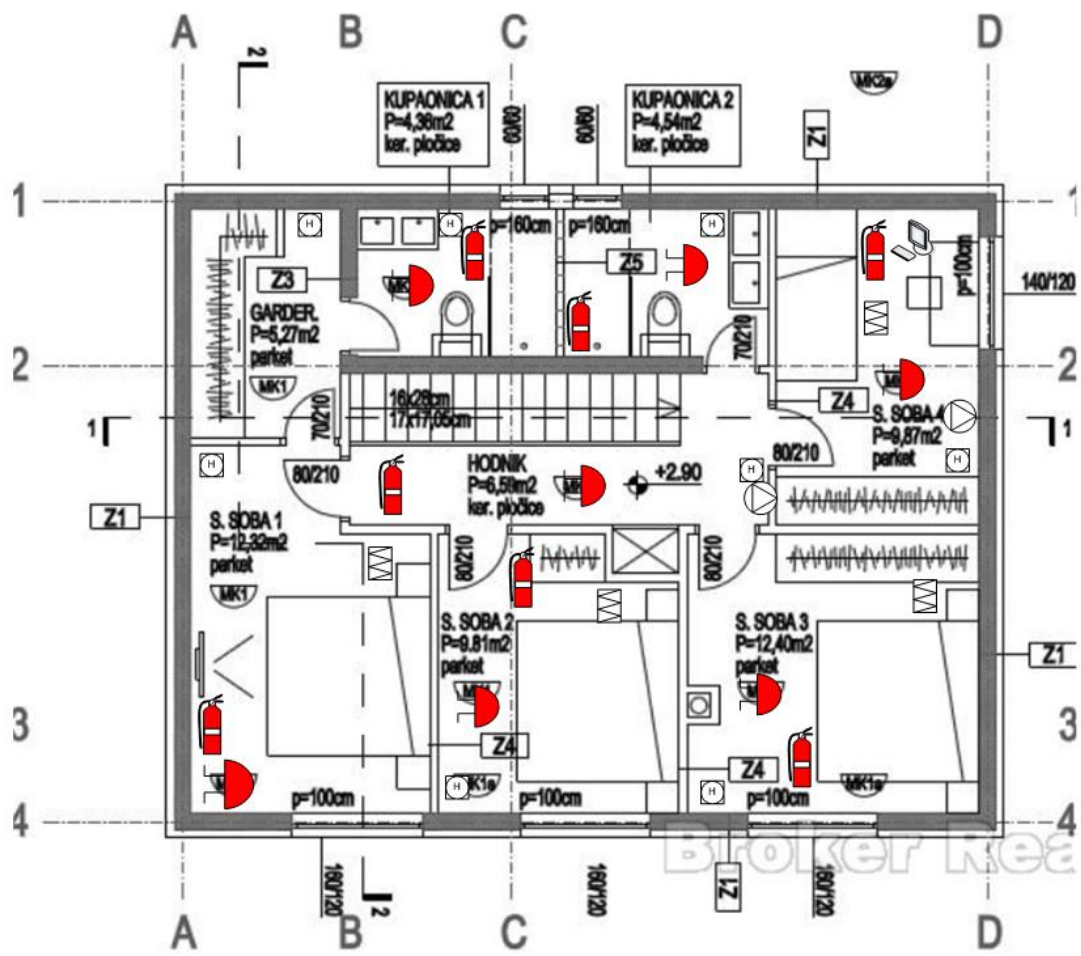 A
B
C
D
2
MK2a
KUPAONICA 1
P=4,36m2
ker. pločice
60/60
60/60
KUPAONICA 2
P=4,54m2
ker. pločice
Z1
1
H
H
p=160cm
p=160cm
H
Z3
Z5
p=100cm
140/120
GARDER.
P=5,27m2
parket
MK1
70/210
2
70/210
2
16x28cm
17x17,05cm
Z4
S. SOBA 4
P=9,87m2
parket
1
1
H
80/210
HODNIK
P=6,59m2
ker. pločice
+2.90
H
80/210
H
Z1
S. SOBA 1
P=12,32m2
parket
MK1
80/210
80/210
S. SOBA 2
P=9.81m2
parket
S. SOBA 3
P=12,40m2
parket
Z1
3
3
Z4
Z4
H
H
MK1a
p=100cm
p=100cm
p=100cm
4
4
Broker Rea
160/120
2
160/120
Z1
160/120
A
B
C
D